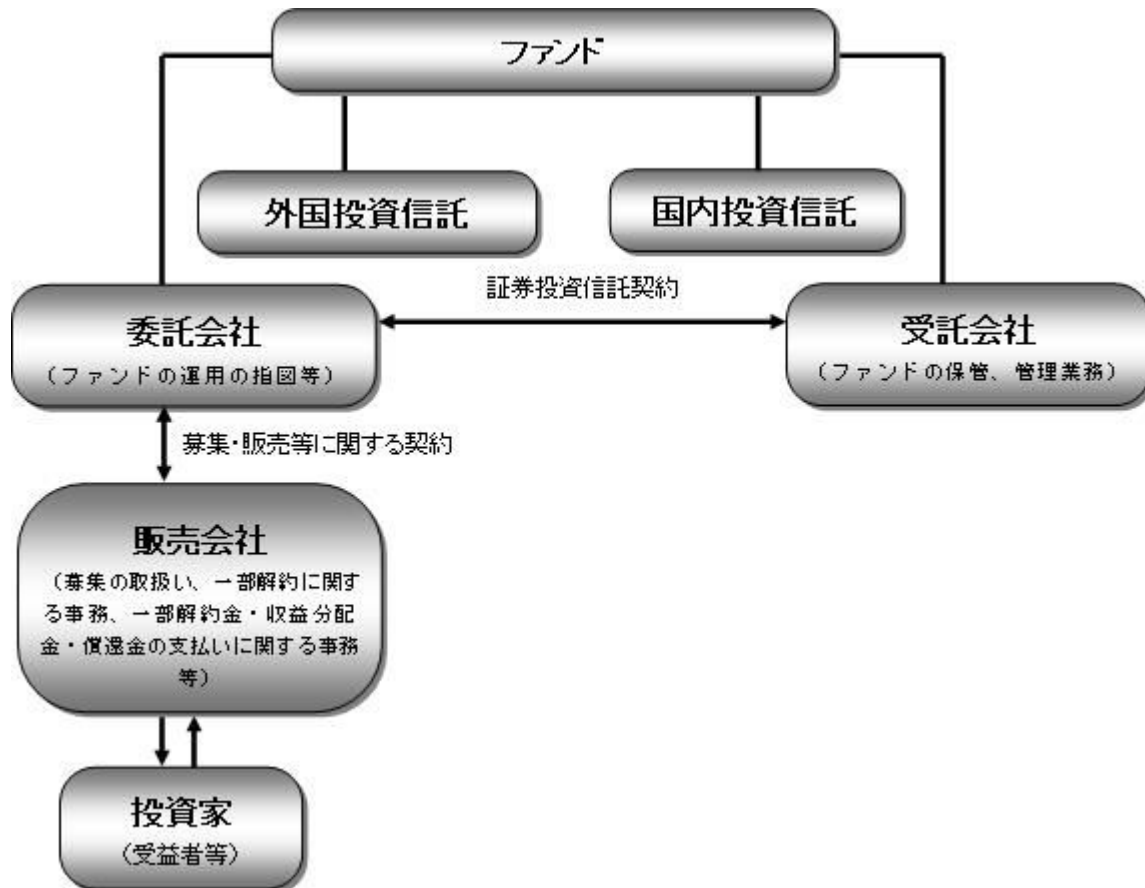 ファンド
外国投資信託
国内投資信託
証券投資信託契約
委託会社
（ファンドの運用の指図等）
受託会社
（ファンドの保管、管理業務）
募集・販売等に関する契約
販売会社
（募集の取扱い、一部解約に関す
る事務、一部解約金・収益分配
金・償還金の支払いに関する事務
等）
投資家
（受益者等）